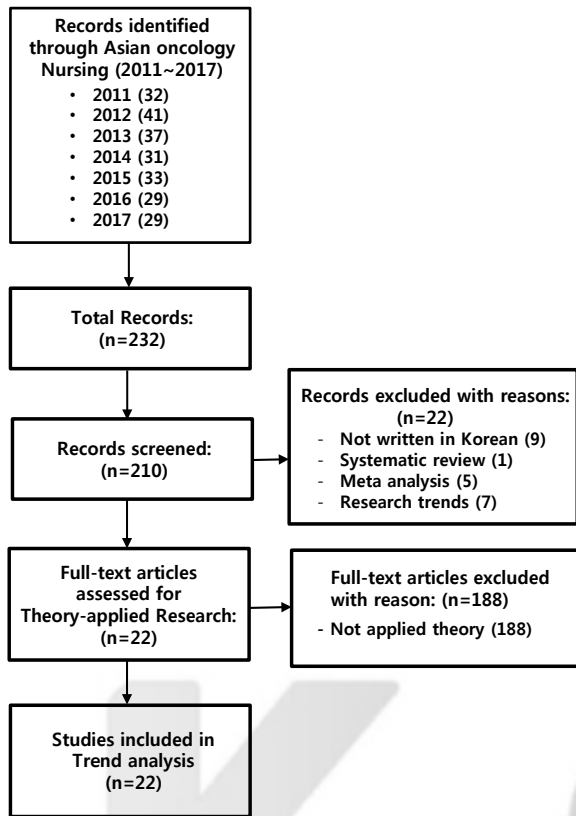 Records identified
through Asian oncology
Nursing (2011~2017)
• 2011 (32)
• 2012 (41)
• 2013 (37)
• 2014 (31)
• 2015 (33)
• 2016 (29)
• 2017 (29)
Total Records:
(n=232)
Records excluded with reasons:
(n=22)
- Not written in Korean (9)
- Systematic review (1)
- Meta analysis (5)
- Research trends (7)
Records screened:
(n=210)
Full-text articles
assessed for
Theory-applied Research:
(n=22)
Full-text articles excluded
with reason: (n=188)
- Not applied theory (188)
Studies included in
Trend analysis
(n=22)